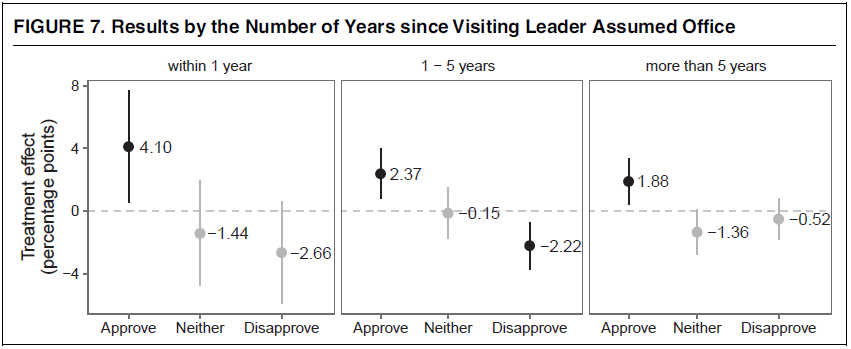 FIGURE 7. Results by the Number of Years since Visiting Leader Assumed Office
within 1 year
1 − 5 years
more than 5 years
Treatment effect
(percentage points)
8
4
0
−4
4.10
−1.44
−2.66
2.37
−0.15
−2.22
1.88
−1.36
−0.52
Approve Neither Disapprove
Approve Neither Disapprove
Approve Neither Disapprove